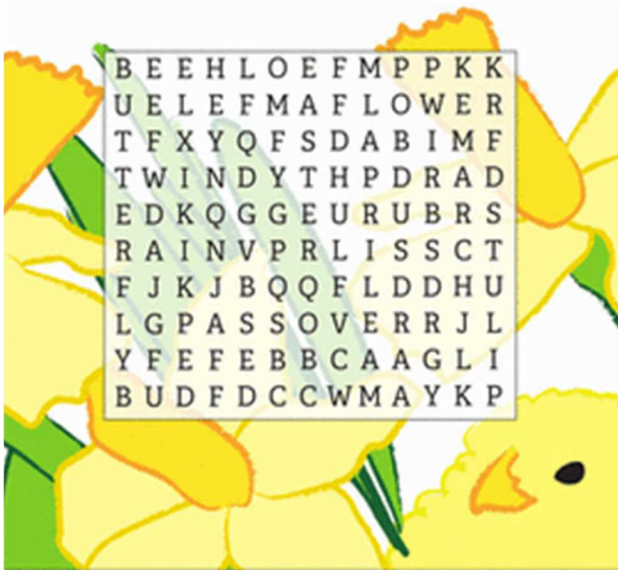 B E E H L O E F M P P K K
U E L E F M A F L O W E R
T F X Y Q F S D A B I M F
T W I N D Y T H P D R A D
E D K Q G G E U R U B R S
R A I N V P R L I S S C T
F J K J B Q Q F L D D H U
L G P A S S O V E R R J L
Y F E F E B B C A A G L I
B U D F D C C W M A Y K P